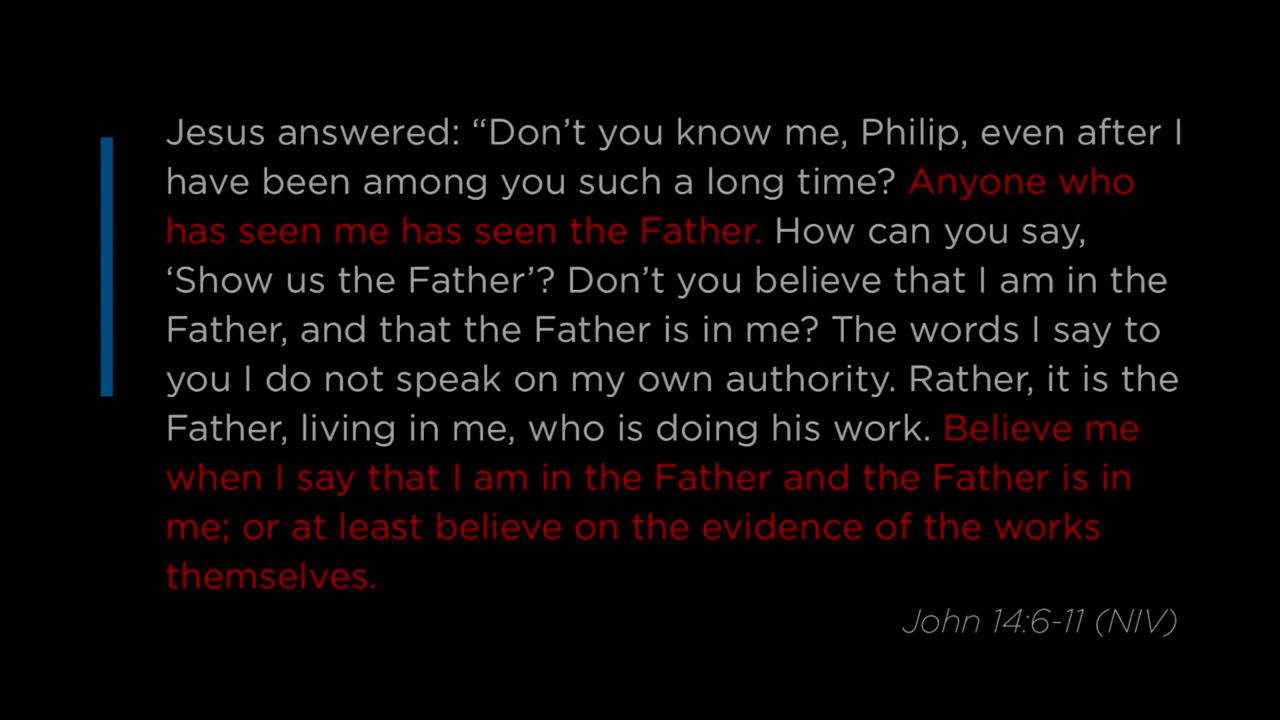 Jesus answered: “Don’t you know me, Philip, even after I
have been among you such a long time? Anyone who
has seen me has seen the Father. How can you say,
‘Show us the Father’? Don’t you believe that I am in the
Father, and that the Father is in me? The words I say to
you I do not speak on my own authority. Rather, it is the
Father, living in me, who is doing his work. Believe me
when I say that I am in the Father and the Father is in
me; or at least believe on the evidence of the works
themselves.
John 14:6-11 (NIV)